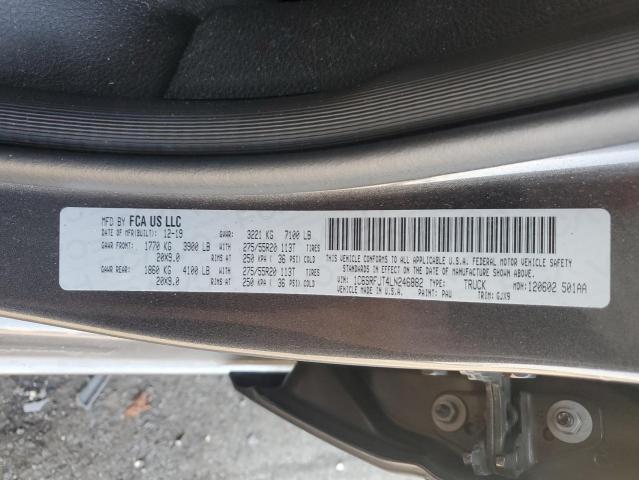 MFD BY FCA US LLC
DATE OF MFR(BUILT): 12-19 GVWR: 3221 KG 7100 LB
GAWR FRONT: 1770 KG 3900 LB WITH 275/55R20 113T TIRES
20X9.0 RIMS AT 250 KPA ( 36 PSI) COLD
GAWR REAR: 1860 KG 4100 LB WITH 275/55R20 113T TIRES
20X9.0 RIMS AT 250 KPA ( 36 PSI) COLD
THIS VEHICLE CONFORMS TO ALL APPLICABLE U.S.A. FEDERAL MOTOR VEHICLE SAFETY
STANDARDS IN EFFECT ON THE DATE OF MANUFACTURE SHOWN ABOVE.
VIN: 1C6SRFJT4LN246882 TYPE: TRUCK MDH: 120602 501AA
VEHICLE MADE IN U.S.A. PAINT: PAU TRIM: GJX9